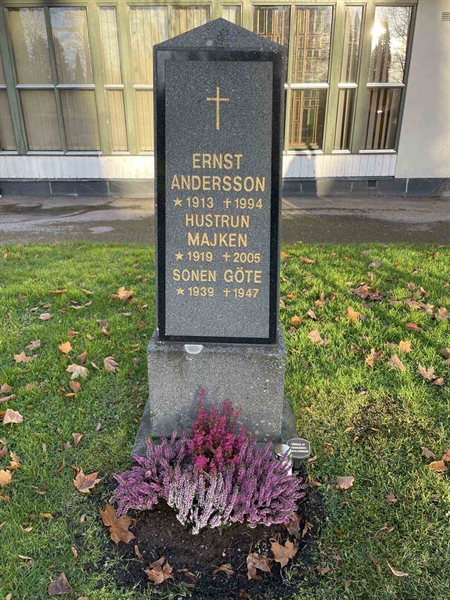 ERNST
ANDERSSON
★ 1913 ✝ 1994
HUSTRUN
MAJKEN
★ 1919 ✝ 2005
SONEN GÖTE
★ 1939 ✝ 1947